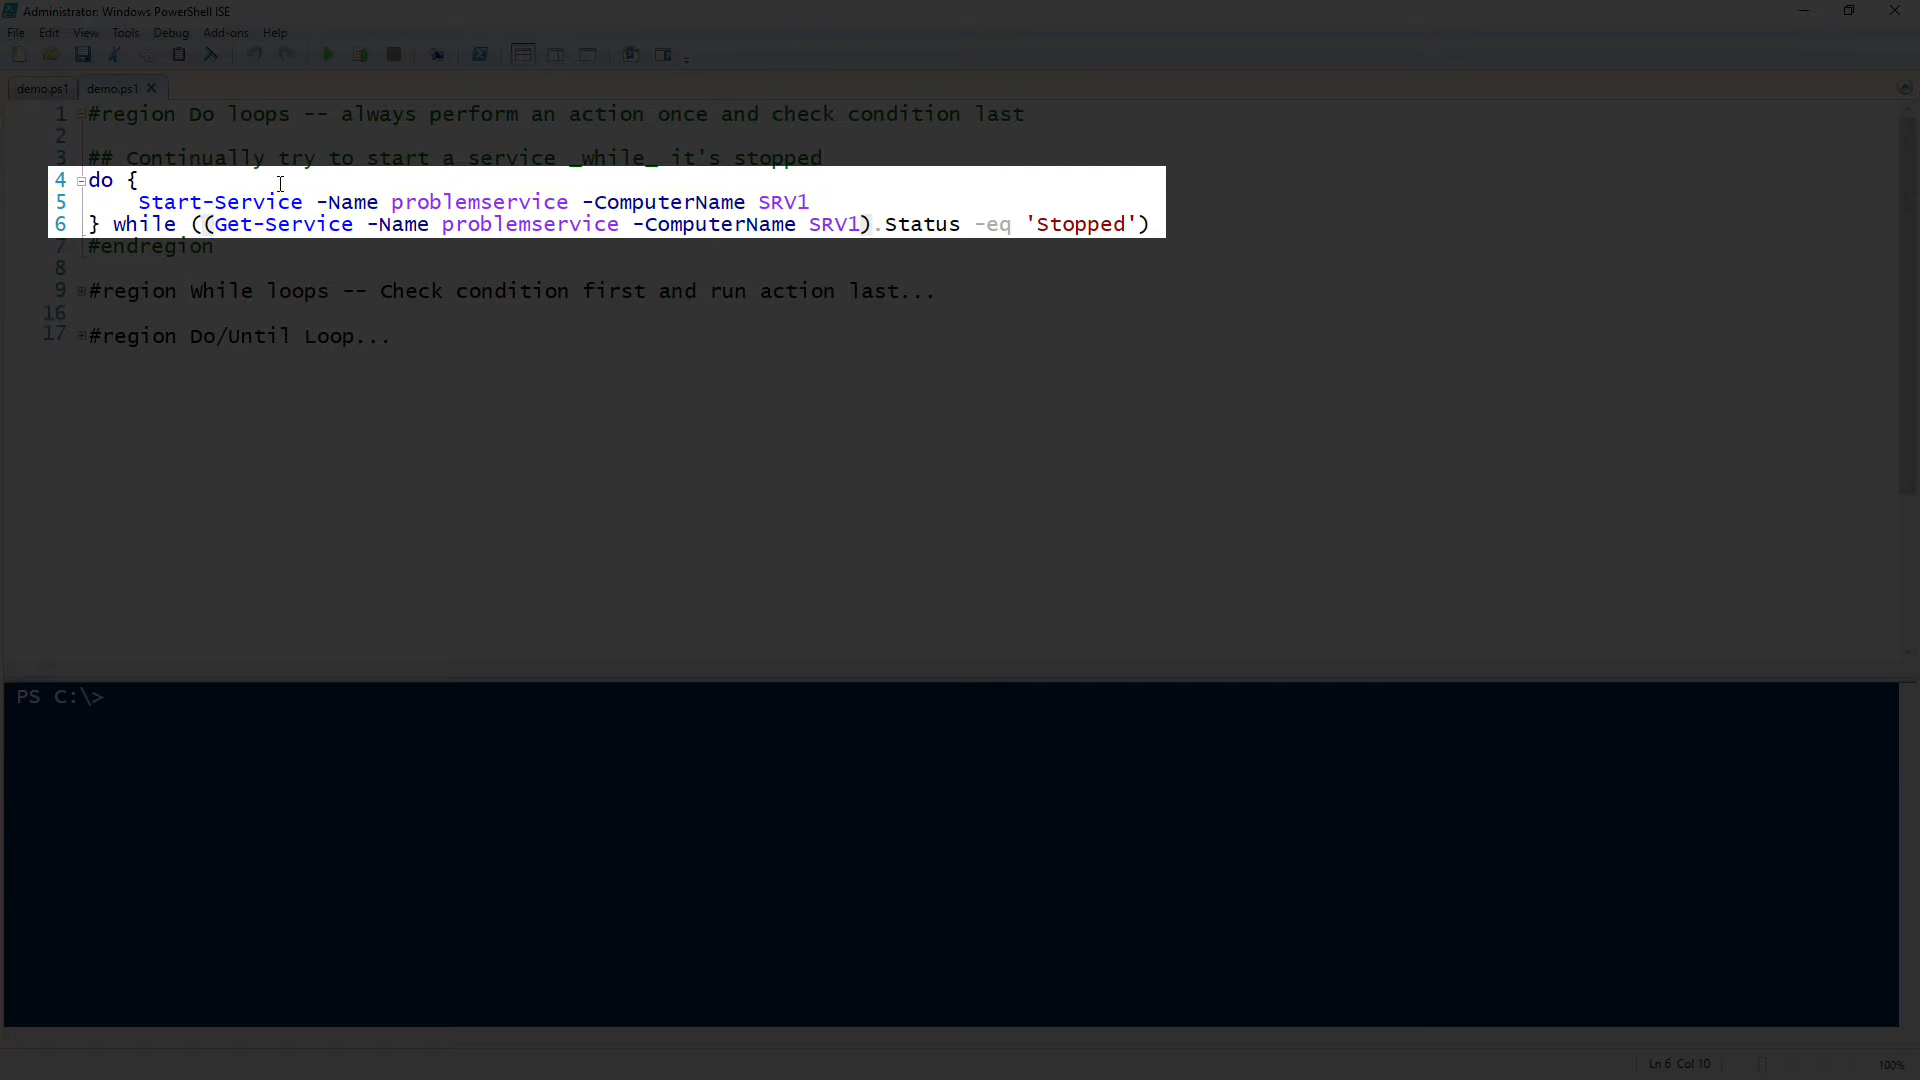 Administrator: Windows PowerShell ISE
File Edit View Tools Debug Add-ons Help
demo.ps1 demo.ps1
1 #region Do loops -- always perform an action once and check condition last
2
3 ## Continually try to start a service _while_ it's stopped
4 do {
5 Start-Service -Name problemservice -ComputerName SRV1
6 } while ((Get-Service -Name problemservice -ComputerName SRV1).Status -eq 'Stopped')
7 #endregion
8
9 #region While loops -- Check condition first and run action last...
16
17 #region Do/Until Loop...
PS C:\>
Ln 6 Col 10 100%